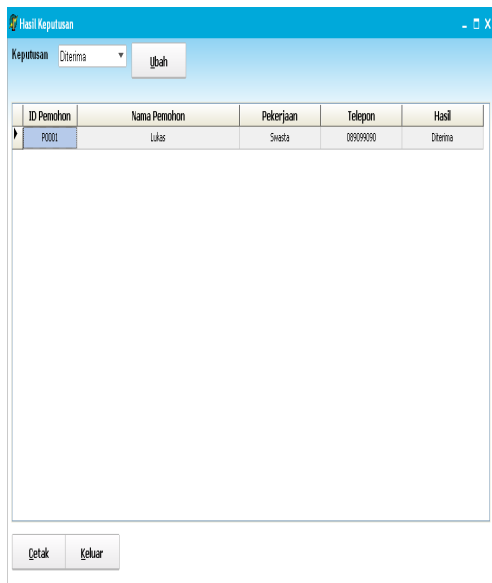 Hasil Keputusan
Keputusan Diterima Ubah
ID Pemohon Nama Pemohon Pekerjaan Telepon Hasil
P0001 Lukas Swasta 089099090 Diterima
Cetak Keluar